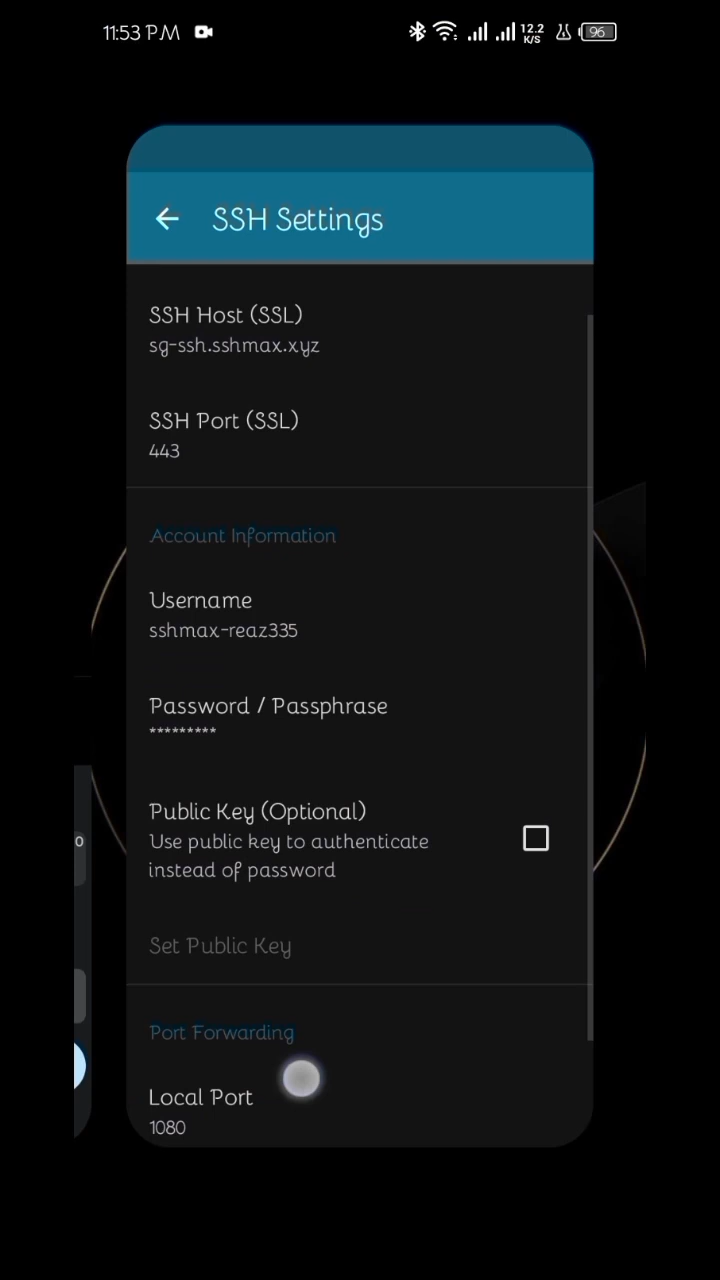 11:53 PM
12.2
K/S
96
SSH Settings
SSH Host (SSL)
sg-ssh.sshmax.xyz
SSH Port (SSL)
443
Account Information
Username
sshmax-reaz335
Password / Passphrase
*********
Public Key (Optional)
Use public key to authenticate
instead of password
0
Set Public Key
Port Forwarding
Local Port
1080